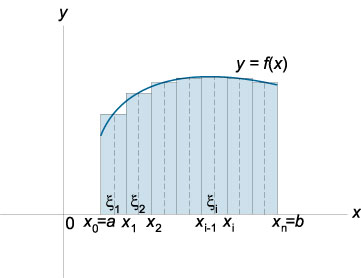 y
y = f(x)
ξ₁ ξ₂ ξᵢ
x
0 x₀=a x₁ x₂ xᵢ₋₁ xᵢ xₙ=b